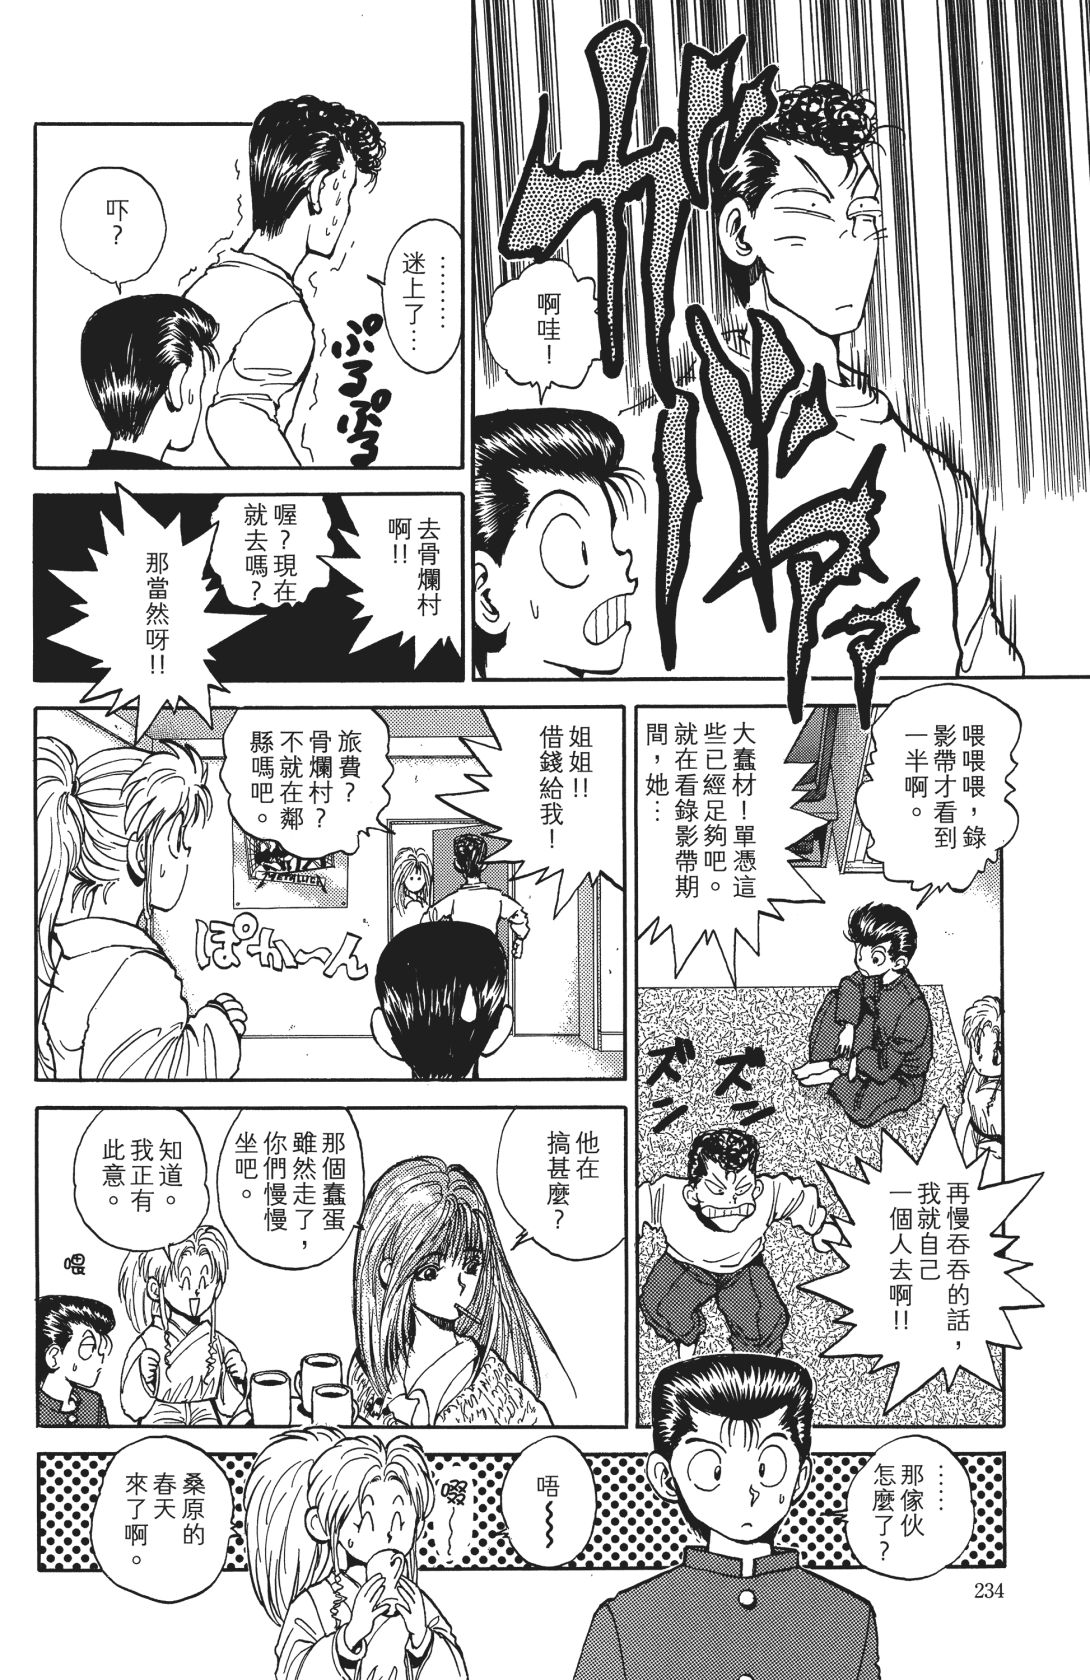 啊哇！
……
迷上了…
吓？
ぷるぷる
去骨爛村
啊!!
喔？現在
就去嗎？
那當然呀!!
喂喂喂，錄
影帶才看到
一半啊。
大蠢材！單憑這
些已經足夠吧。
就在看錄影帶期
間，她…
ズン
ズン
再慢吞吞的話，
我就自己
一個人去啊!!
姐姐!!
借錢給我！
旅費？
骨爛村？
不就在鄰
縣嗎吧。
METALLICA
ぽか～ん
他在
搞甚麼？
那個蠢蛋
雖然走了，
你們慢慢
坐吧。
知道。
我正有
此意。
喂
……
那傢伙
怎麼了？
唔～～
啜～
桑原的
春天
來了啊。
234